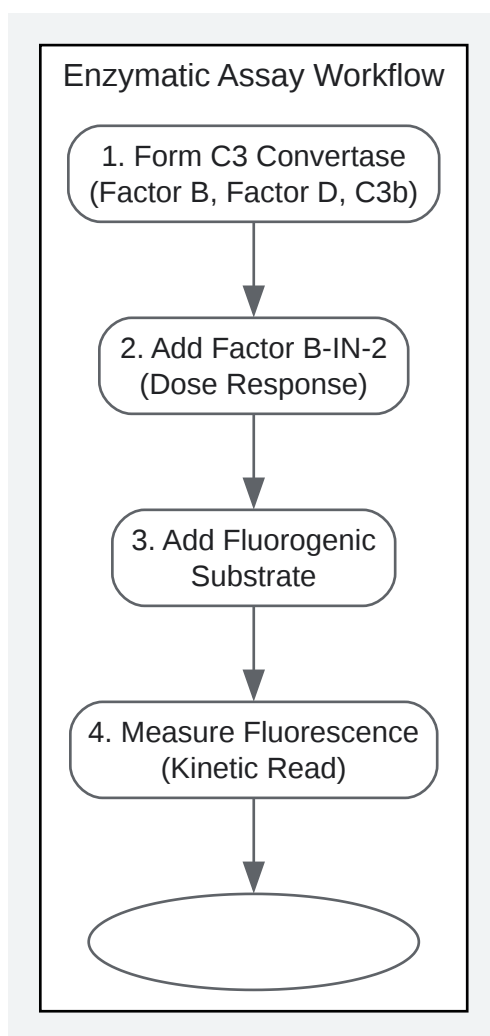 Enzymatic Assay Workflow
1. Form C3 Convertase
(Factor B, Factor D, C3b)
2. Add Factor B-IN-2
(Dose Response)
3. Add Fluorogenic
Substrate
4. Measure Fluorescence
(Kinetic Read)